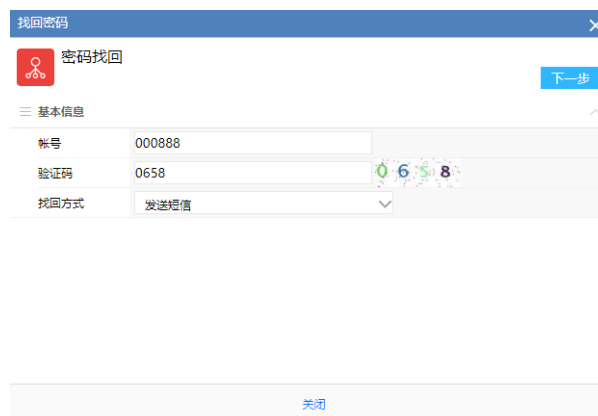 找回密码
密码找回
下一步
基本信息
帐号 000888
验证码 0658 0658
找回方式 发送短信
关闭